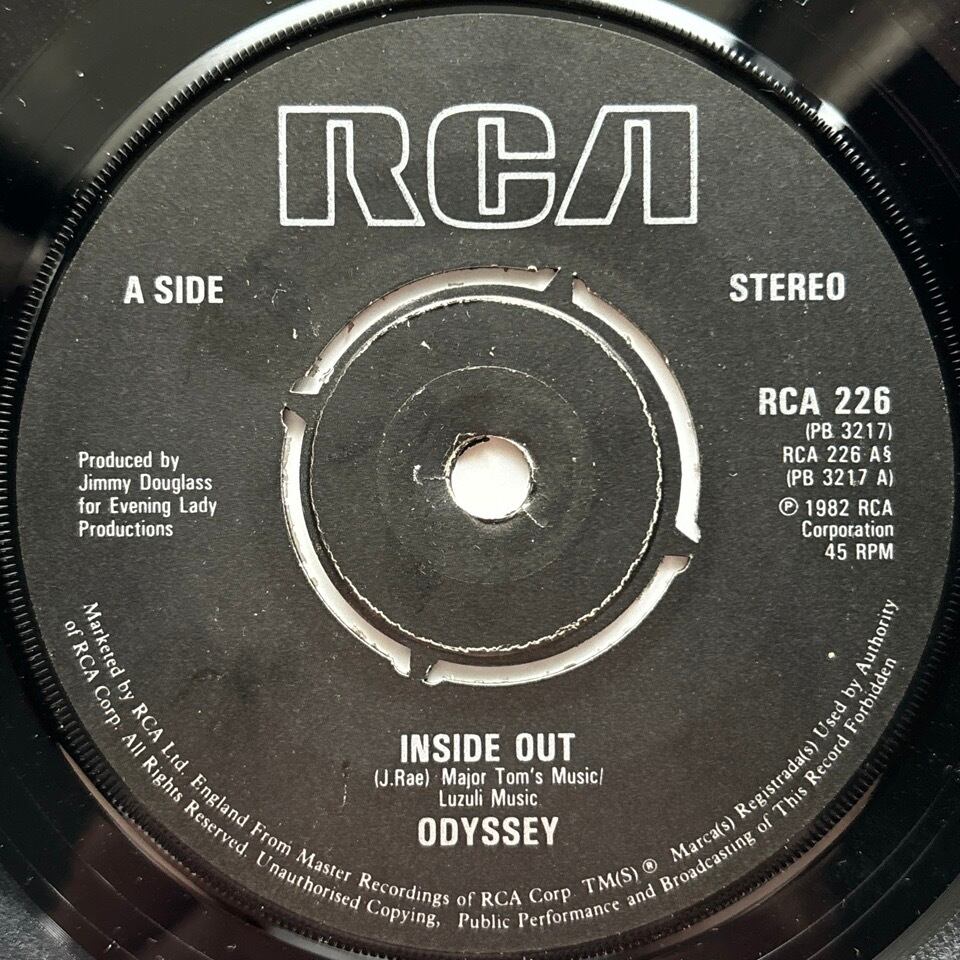 RCA
A SIDE
STEREO
RCA 226
(PB 3217)
RCA 226 A§
(PB 3217 A)
℗ 1982 RCA
Corporation
45 RPM
Produced by
Jimmy Douglass
for Evening Lady
Productions
INSIDE OUT
(J.Rae) Major Tom's Music/
Luzuli Music
ODYSSEY
Marketed by RCA Ltd. England From Master Recordings of RCA Corp TM(S) ® Marca(s) Registrada(s) Used by Authority
of RCA Corp. All Rights Reserved. Unauthorised Copying, Public Performance and Broadcasting of This Record Forbidden